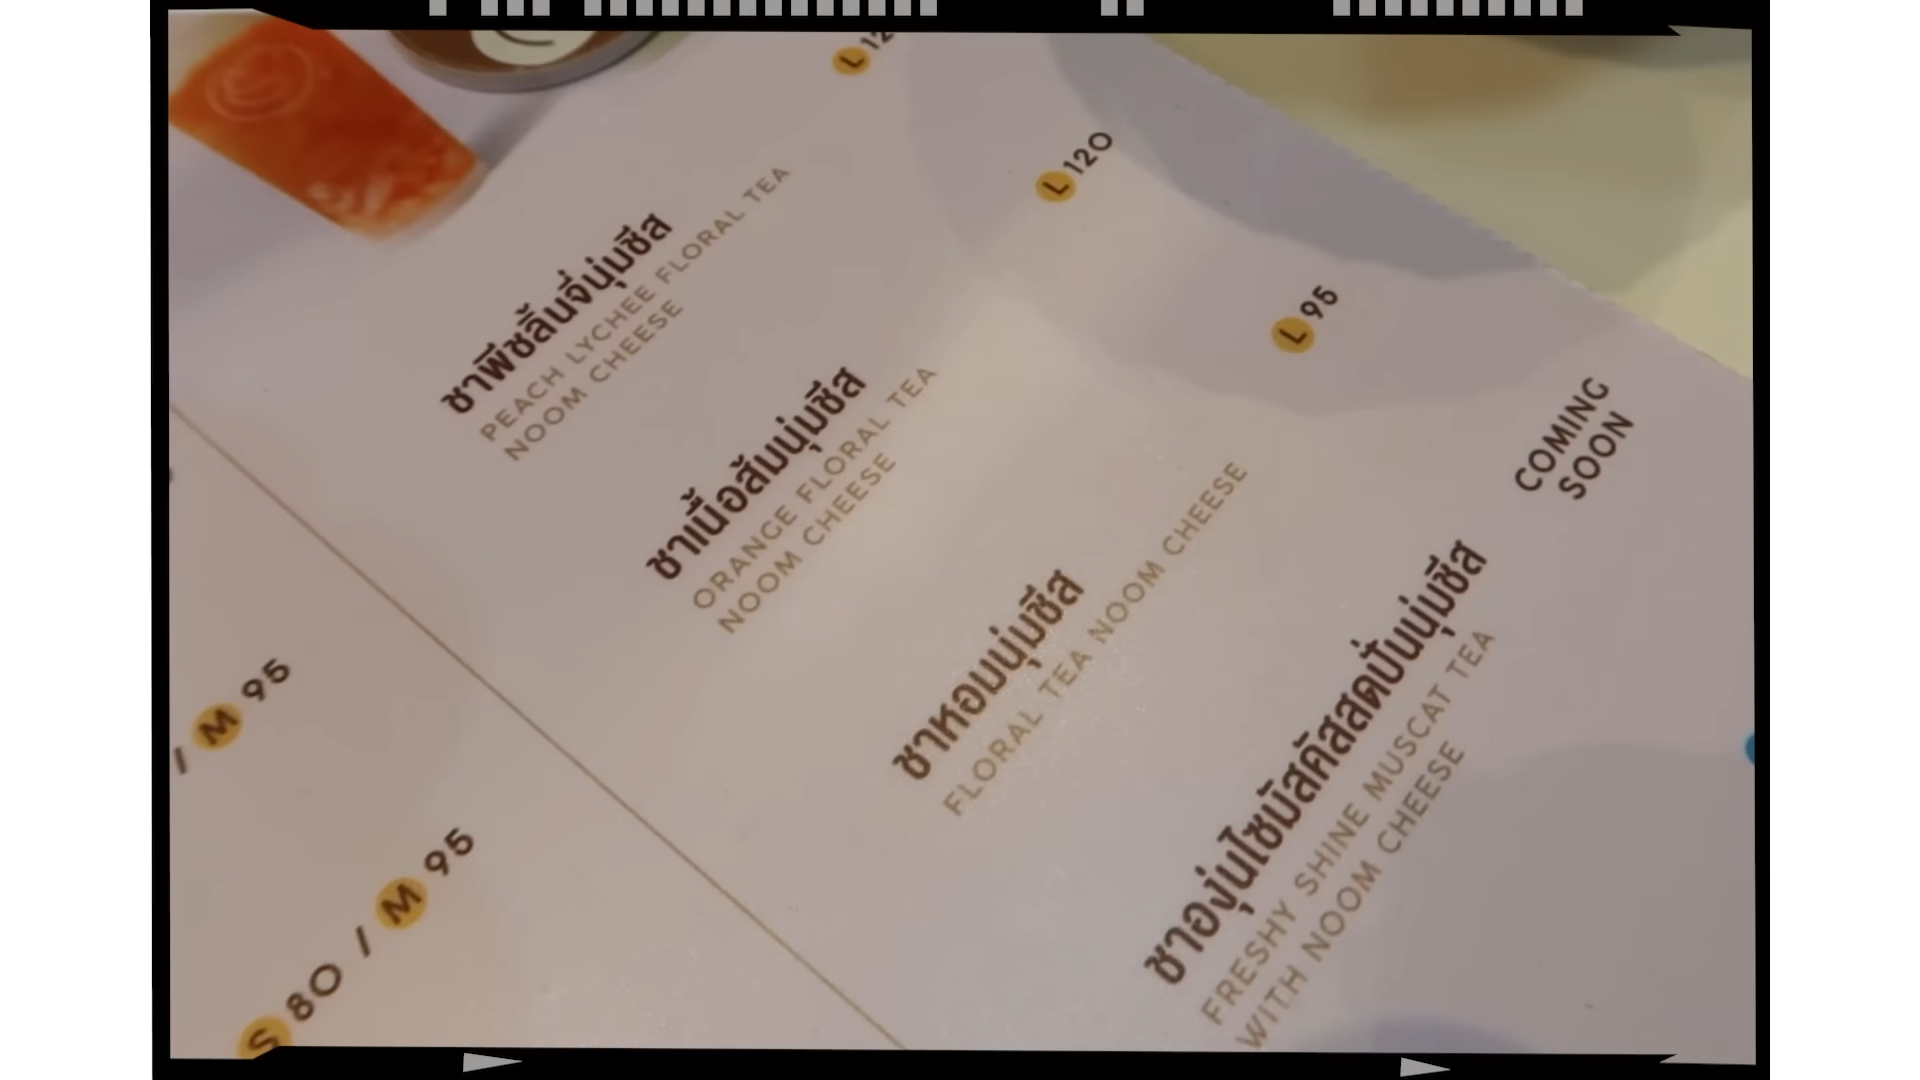 ชาพีชลิ้นจี่นุ่มชีส L
PEACH LYCHEE FLORAL TEA
NOOM CHEESE
ชาเนื้อส้มนุ่มชีส L 120
ORANGE FLORAL TEA
NOOM CHEESE
ชาหอมนุ่มชีส L 95
FLORAL TEA NOOM CHEESE
ชาองุ่นไซมัสคัสสดปั่นนุ่มชีส
COMING
SOON
FRESHY SHINE MUSCAT TEA
WITH NOOM CHEESE
/ M 95
S 80 / M 95